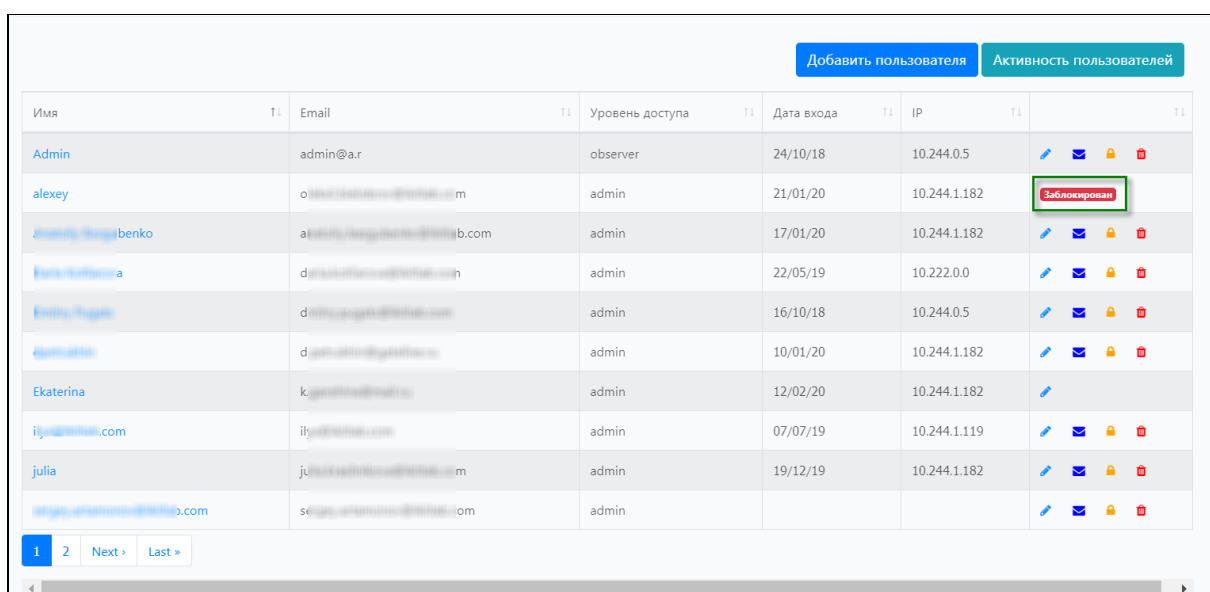 Добавить пользователя Активность пользователей
Имя Email Уровень доступа Дата входа IP
Admin admin@a.r observer 24/10/18 10.244.0.5
alexey admin 21/01/20 10.244.1.182 Заблокирован
admin 17/01/20 10.244.1.182
admin 22/05/19 10.222.0.0
admin 16/10/18 10.244.0.5
admin 10/01/20 10.244.1.182
Ekaterina admin 12/02/20 10.244.1.182
admin 07/07/19 10.244.1.119
julia admin 19/12/19 10.244.1.182
admin
1 2 Next › Last »